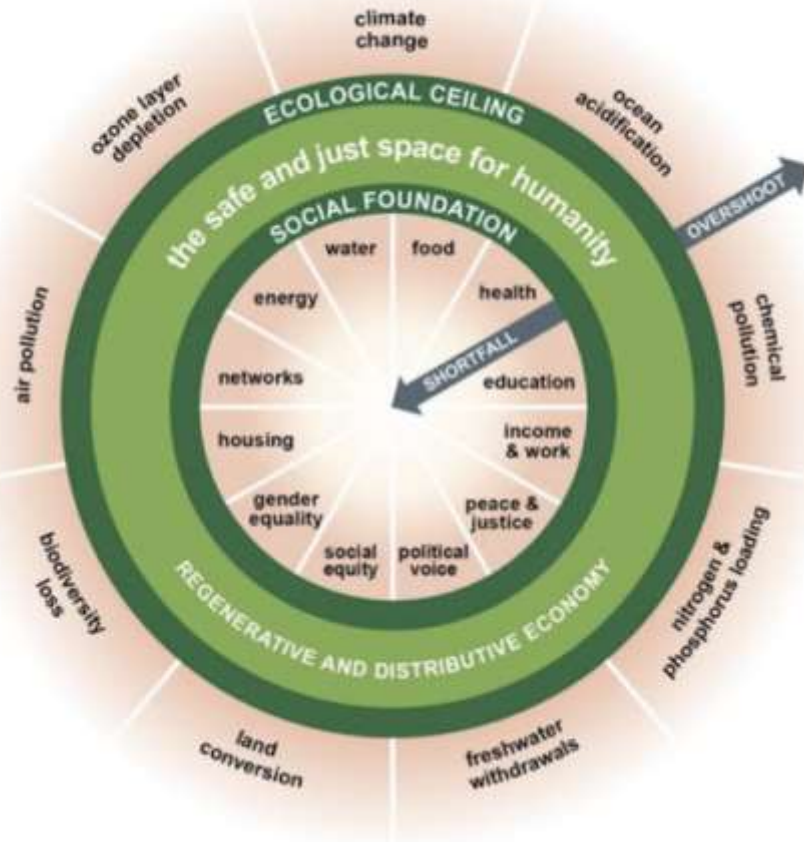 climate
change
ocean
acidification
chemical
pollution
nitrogen &
phosphorus loading
freshwater
withdrawals
land
conversion
biodiversity
loss
air pollution
ozone layer
depletion
OVERSHOOT
ECOLOGICAL CEILING
the safe and just space for humanity
SOCIAL FOUNDATION
water
food
health
SHORTFALL
education
income
& work
peace &
justice
political
voice
social
equity
gender
equality
housing
networks
energy
REGENERATIVE AND DISTRIBUTIVE ECONOMY